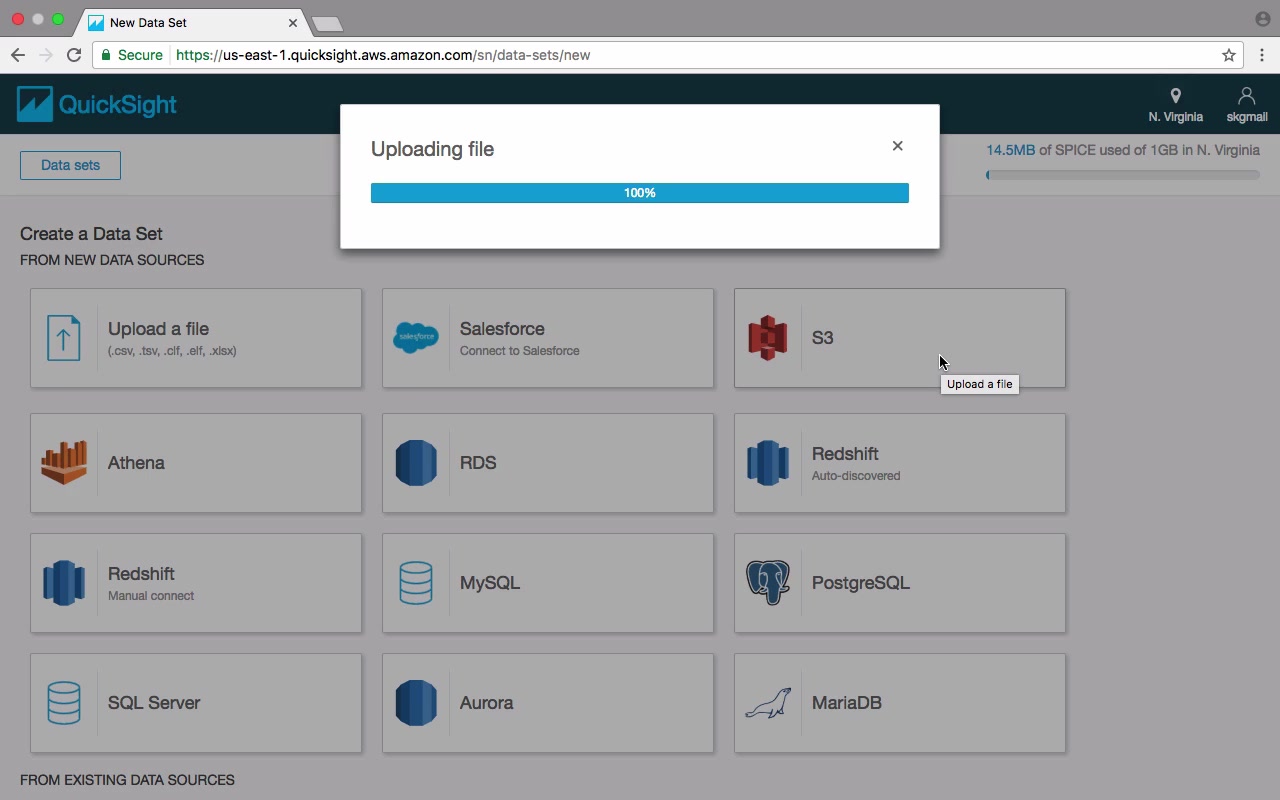 New Data Set
Secure https://us-east-1.quicksight.aws.amazon.com/sn/data-sets/new
QuickSight
N. Virginia
skgmail
Uploading file
100%
Data sets
14.5MB of SPICE used of 1GB in N. Virginia
Create a Data Set
FROM NEW DATA SOURCES
Upload a file
(.csv, .tsv, .clf, .elf, .xlsx)
salesforce
Salesforce
Connect to Salesforce
S3
Upload a file
Athena
RDS
Redshift
Auto-discovered
Redshift
Manual connect
MySQL
PostgreSQL
SQL Server
Aurora
MariaDB
FROM EXISTING DATA SOURCES